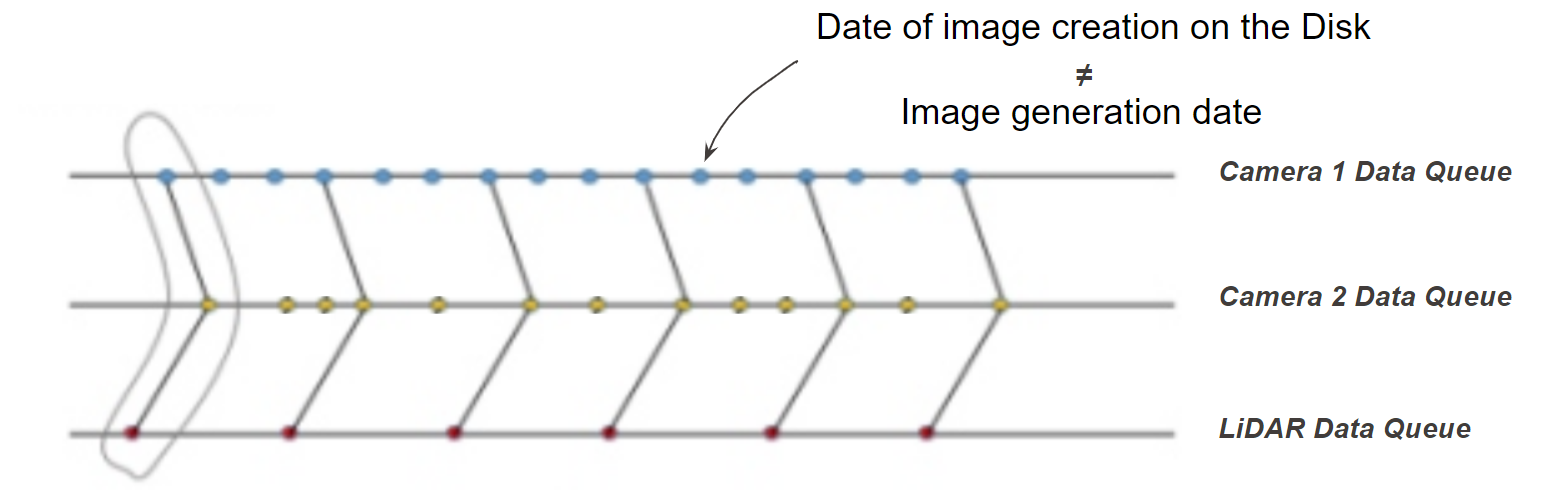 Date of image creation on the Disk
≠
Image generation date
Camera 1 Data Queue
Camera 2 Data Queue
LiDAR Data Queue